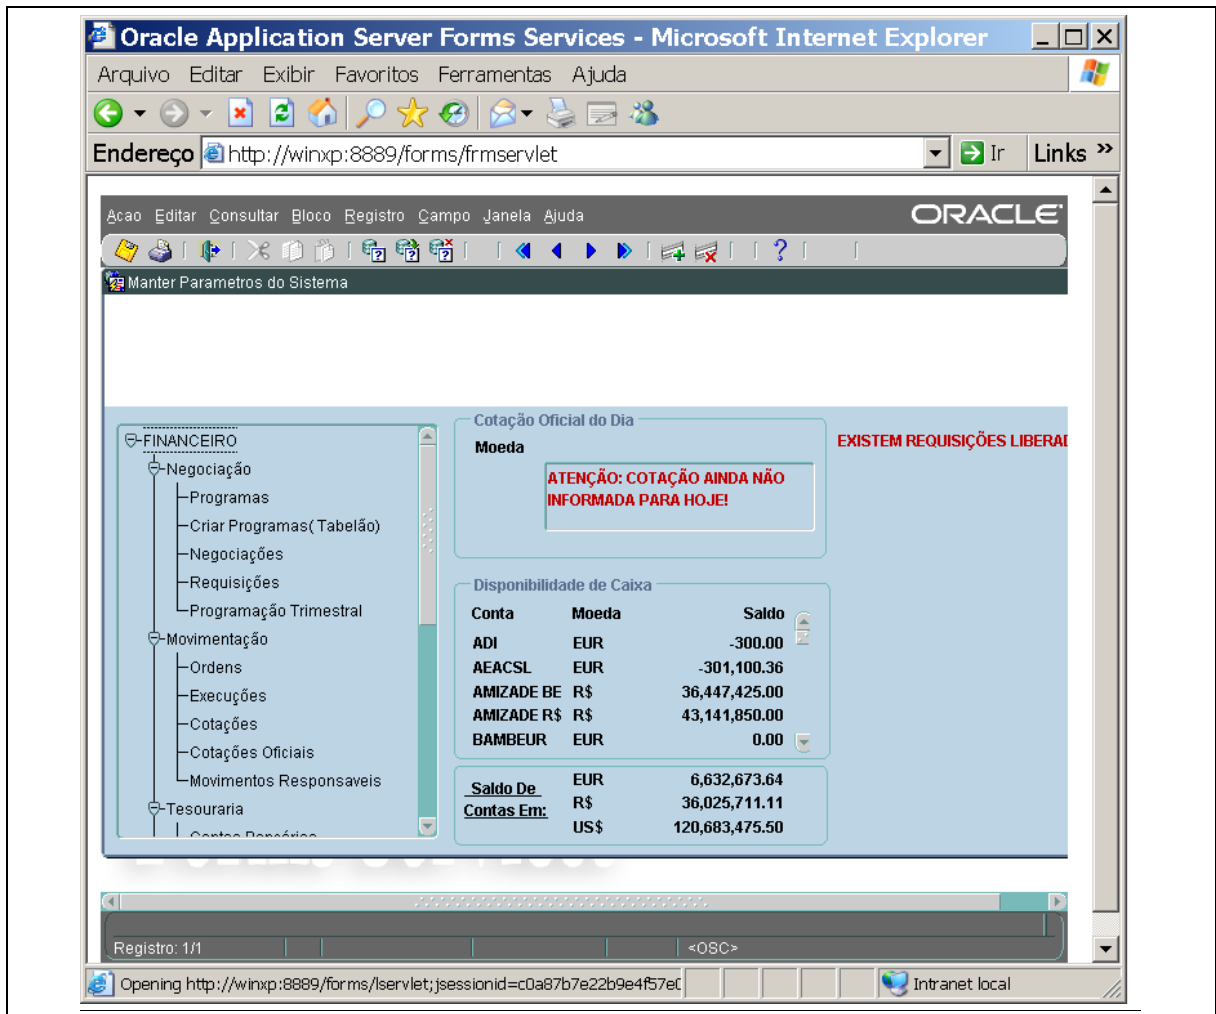 Oracle Application Server Forms Services - Microsoft Internet Explorer
Arquivo Editar Exibir Favoritos Ferramentas Ajuda
Endereço http://winxp:8889/forms/frmservlet Ir Links »
Acao Editar Consultar Bloco Registro Campo Janela Ajuda ORACLE
Manter Parametros do Sistema
FINANCEIRO
Negociação
Programas
Criar Programas( Tabelão)
Negociações
Requisições
Programação Trimestral
Movimentação
Ordens
Execuções
Cotações
Cotações Oficiais
Movimentos Responsaveis
Tesouraria
Cotação Oficial do Dia
Moeda
ATENÇÃO: COTAÇÃO AINDA NÃO
INFORMADA PARA HOJE!
EXISTEM REQUISIÇÕES LIBERAD
Disponibilidade de Caixa
Conta Moeda Saldo
ADI EUR -300.00
AEACSL EUR -301,100.36
AMIZADE BE R$ 36,447,425.00
AMIZADE R$ R$ 43,141,850.00
BAMBEUR EUR 0.00
Saldo De
Contas Em:
EUR 6,632,673.64
R$ 36,025,711.11
US$ 120,683,475.50
Registro: 1/1 <OSC>
Opening http://winxp:8889/forms/lservlet;jsessionid=c0a87b7e22b9e4f57e0 Intranet local